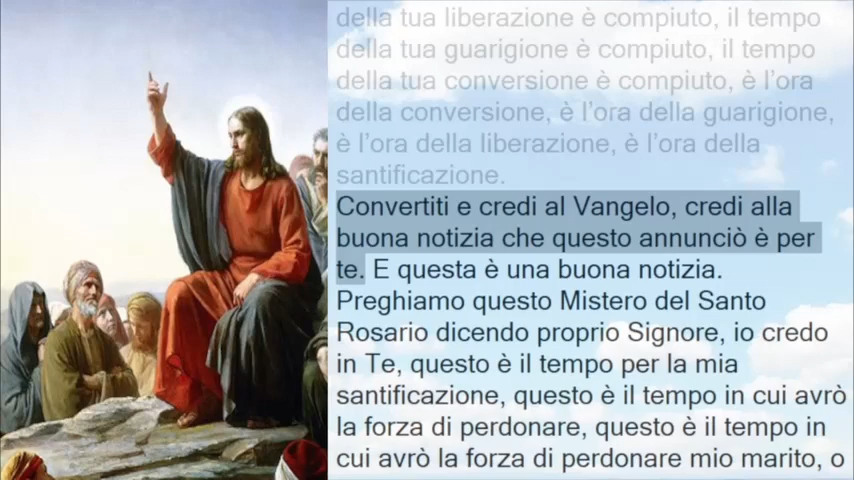 della tua liberazione è compiuto, il tempo
della tua guarigione è compiuto, il tempo
della tua conversione è compiuto, è l’ora
della conversione, è l’ora della guarigione,
è l’ora della liberazione, è l’ora della
santificazione.
Convertiti e credi al Vangelo, credi alla
buona notizia che questo annunciò è per
te. E questa è una buona notizia.
Preghiamo questo Mistero del Santo
Rosario dicendo proprio Signore, io credo
in Te, questo è il tempo per la mia
santificazione, questo è il tempo in cui avrò
la forza di perdonare, questo è il tempo in
cui avrò la forza di perdonare mio marito, o